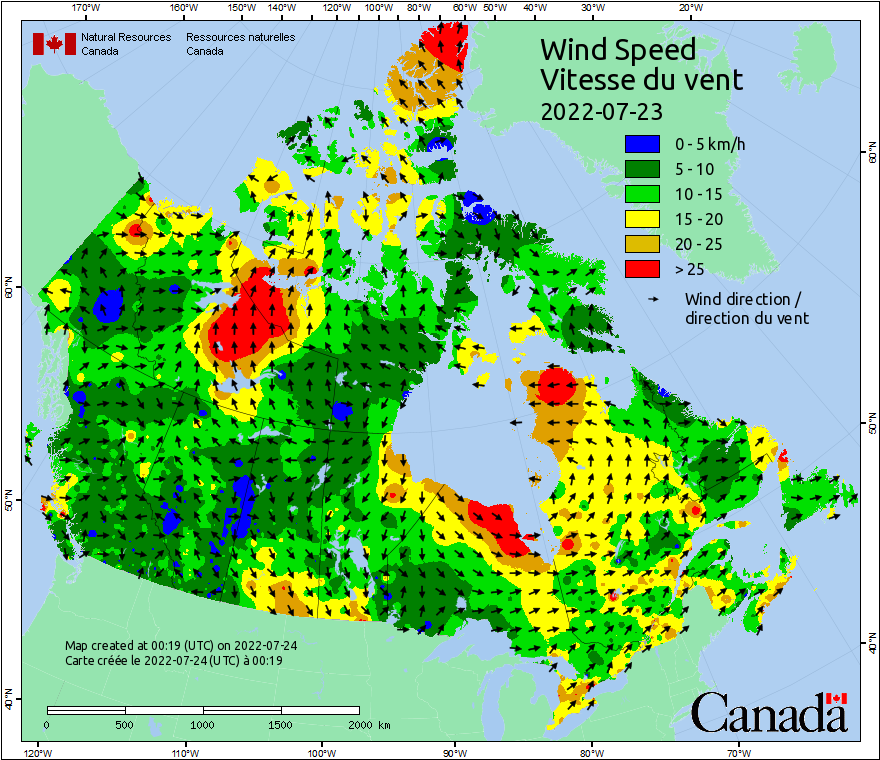 170°W 160°W 150°W 140°W 130°W 120°W 110°W 100°W 90°W 80°W 70°W 60°W 50°W 40°W 30°W 20°W
Natural Resources Canada
Ressources naturelles Canada
Wind Speed
Vitesse du vent
2022-07-23
0 - 5 km/h
5 - 10
10 - 15
15 - 20
20 - 25
> 25
Wind direction /
direction du vent
60°N
60°N
50°N
50°N
40°N
40°N
Map created at 00:19 (UTC) on 2022-07-24
Carte créée le 2022-07-24 (UTC) à 00:19
0 500 1000 1500 2000 km
Canada
120°W 110°W 100°W 90°W 80°W 70°W